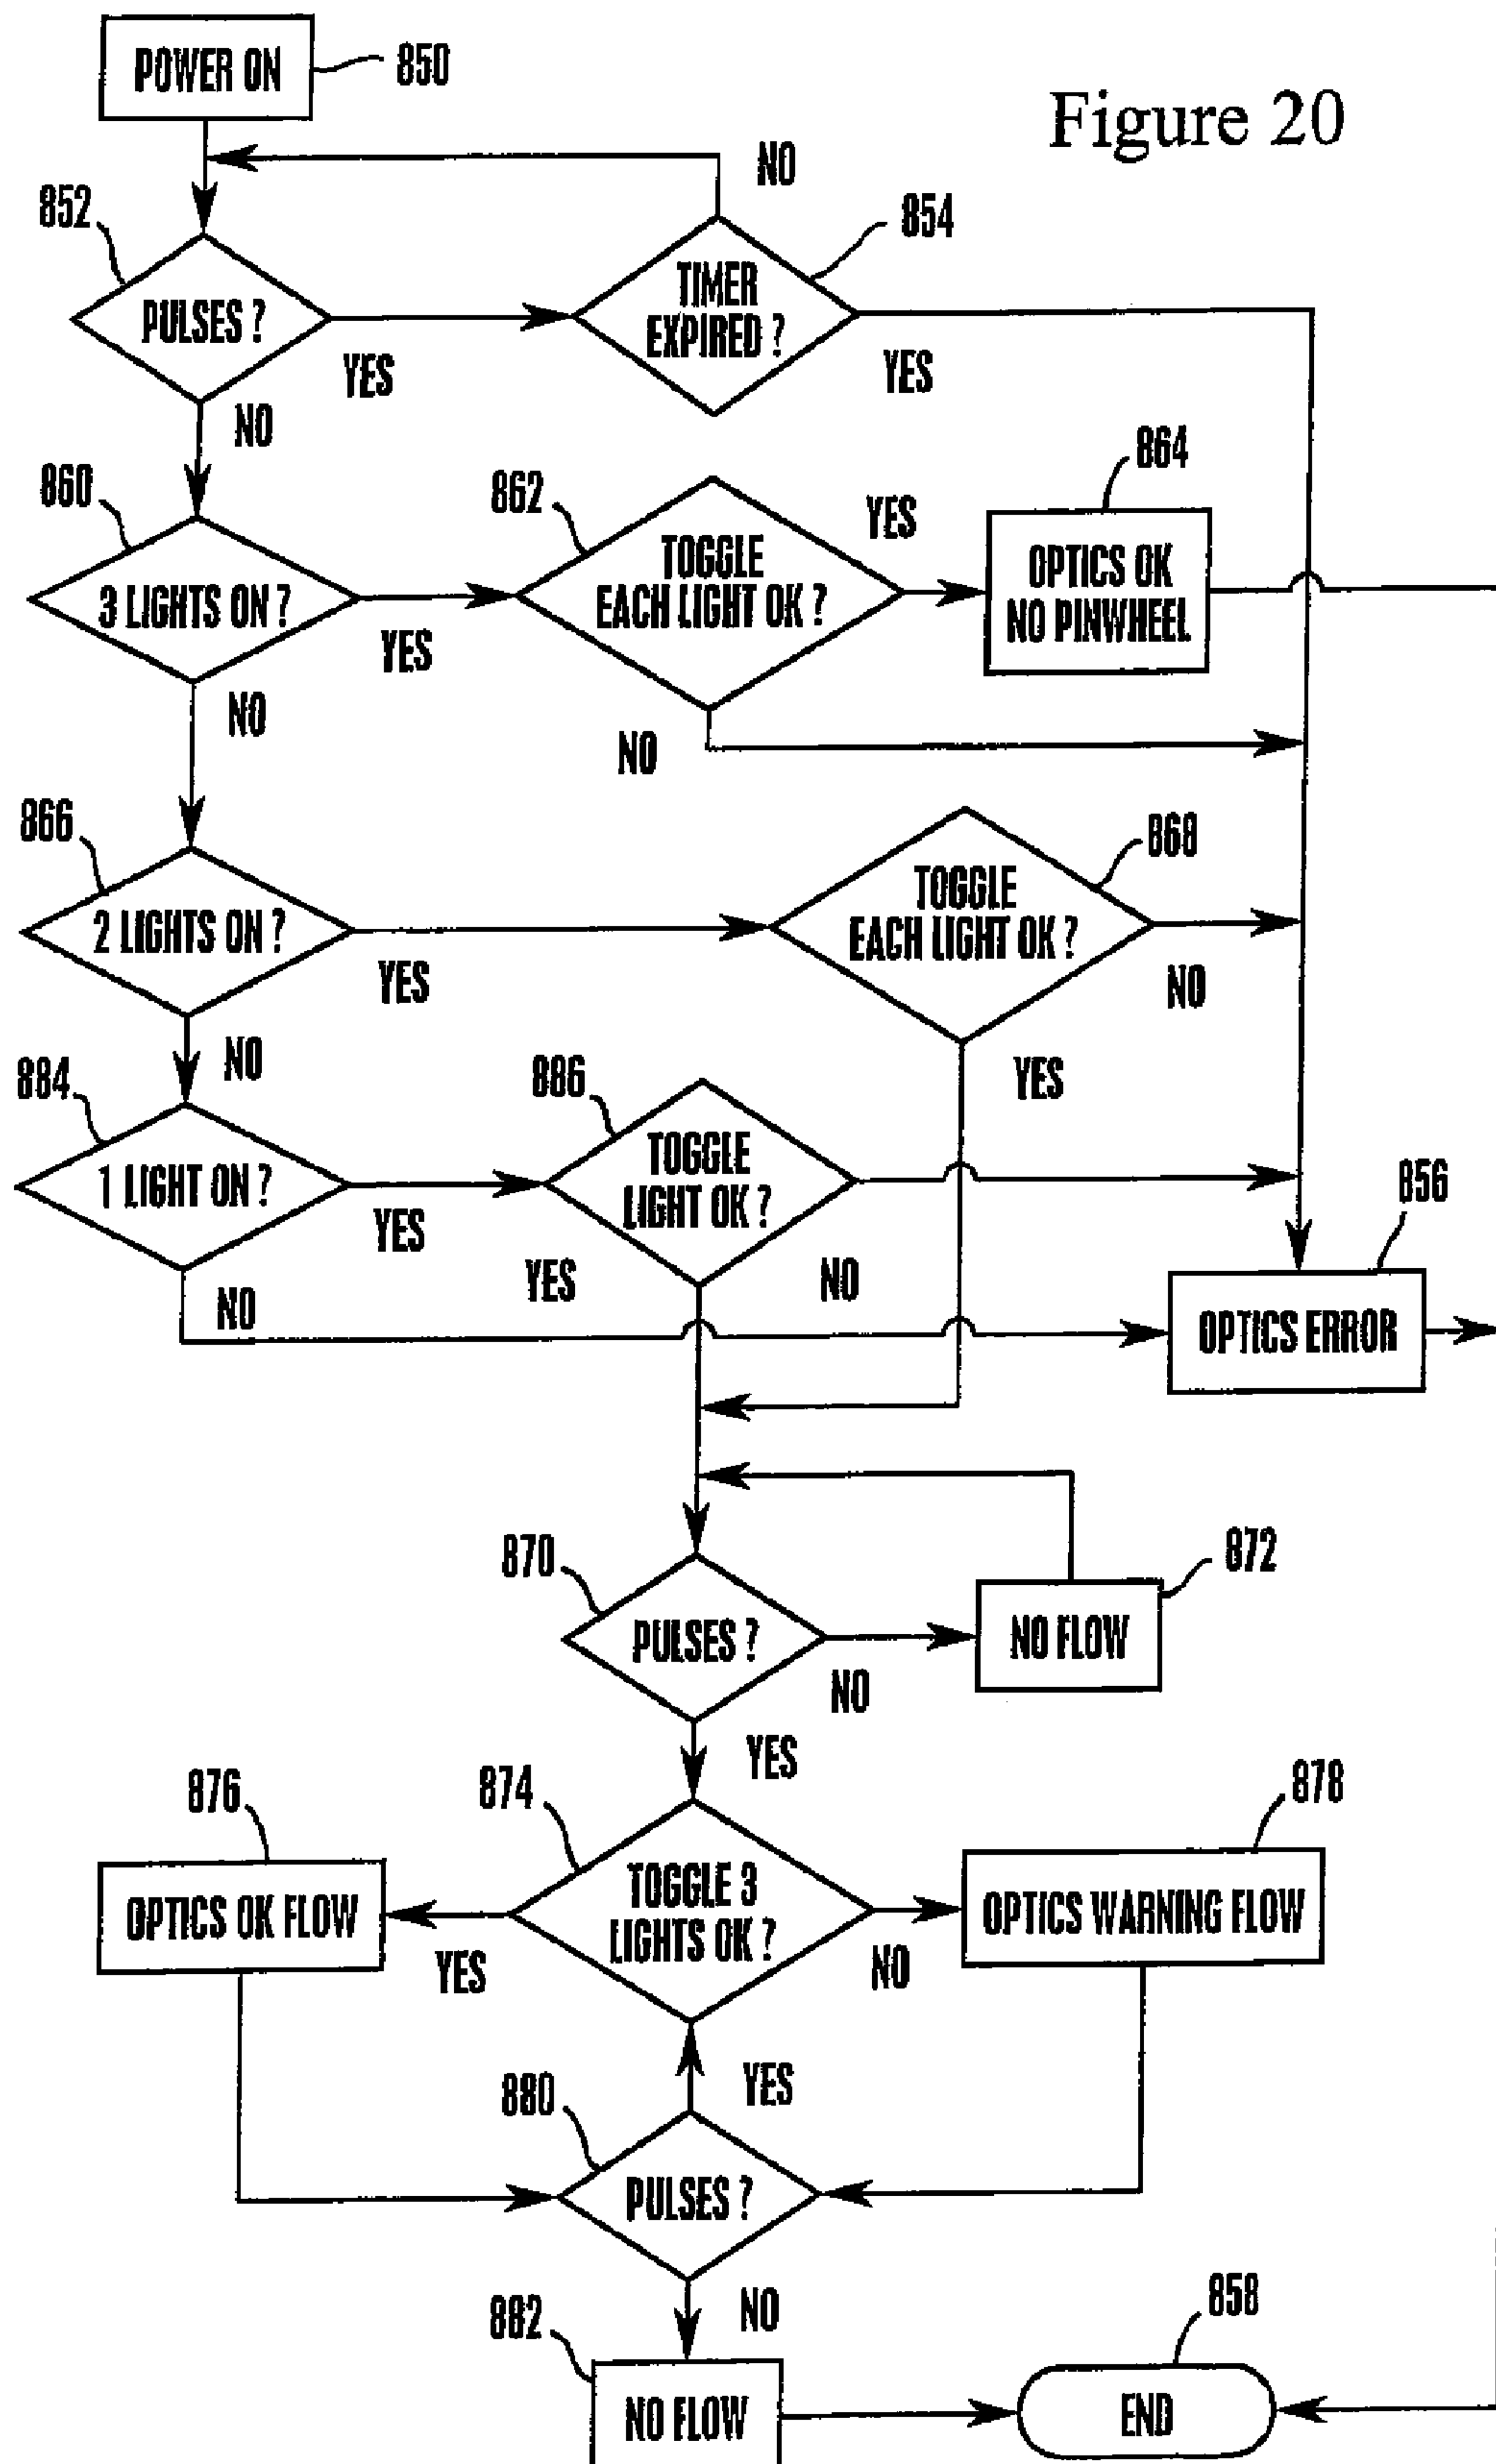 POWER ON
850
Figure 20
NO
852
854
PULSES ?
TIMER
EXPIRED ?
YES
YES
NO
860
862
YES
864
3 LIGHTS ON ?
TOGGLE
EACH LIGHT OK ?
OPTICS OK
NO PINWHEEL
YES
NO
NO
866
868
2 LIGHTS ON ?
TOGGLE
EACH LIGHT OK ?
YES
NO
NO
YES
884
886
1 LIGHT ON ?
TOGGLE
LIGHT OK ?
856
YES
YES
NO
NO
OPTICS ERROR
870
872
PULSES ?
NO FLOW
NO
YES
876
874
878
OPTICS OK FLOW
TOGGLE 3
LIGHTS OK ?
OPTICS WARNING FLOW
YES
NO
880
YES
PULSES ?
882
NO
858
NO FLOW
END